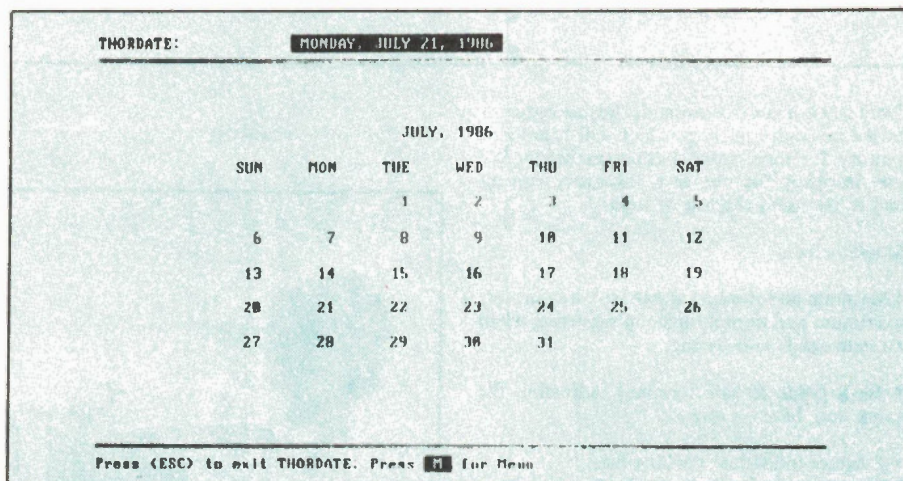 THORDATE: MONDAY, JULY 21, 1986
JULY, 1986
SUN MON TUE WED THU FRI SAT
1 2 3 4 5
6 7 8 9 10 11 12
13 14 15 16 17 18 19
20 21 22 23 24 25 26
27 28 29 30 31
Press (ESC) to exit THORDATE. Press M for Menu